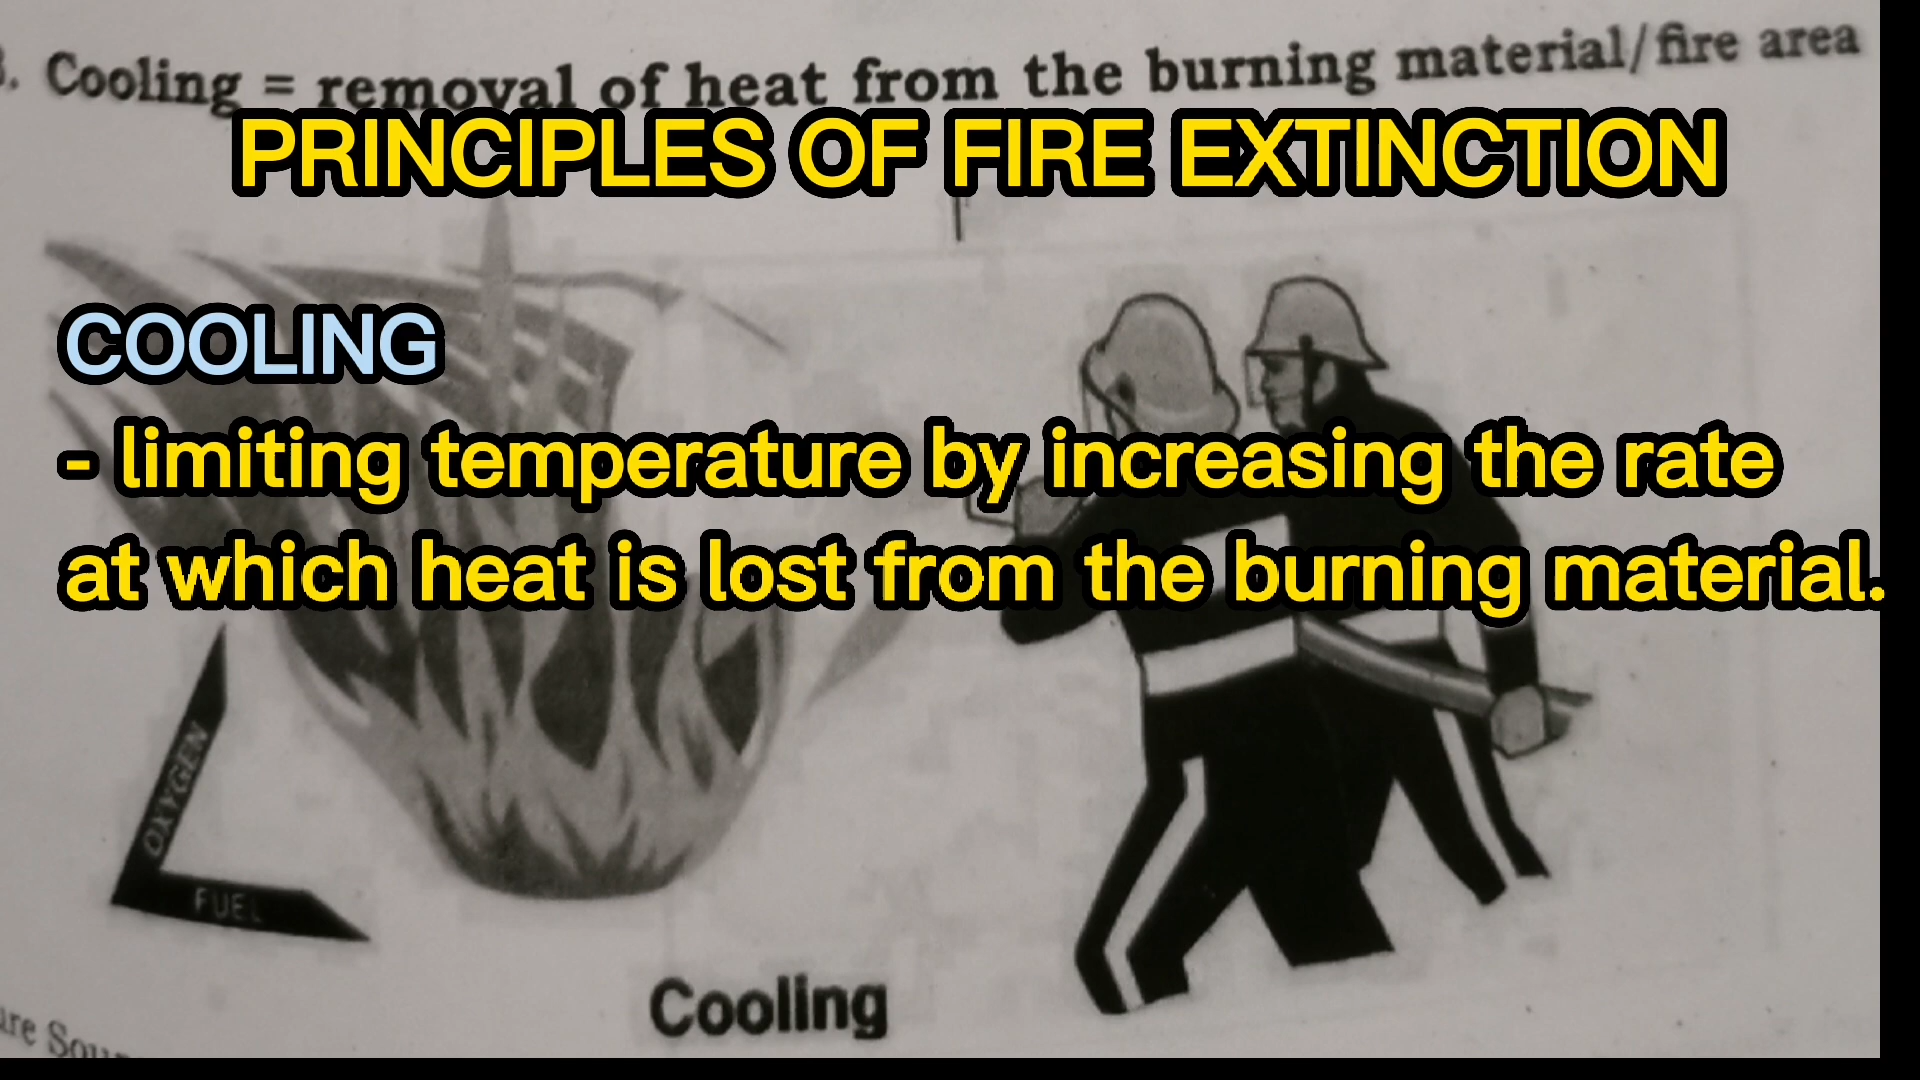 . Cooling = removal of heat from the burning material/fire area
PRINCIPLES OF FIRE EXTINCTION
COOLING
- limiting temperature by increasing the rate
at which heat is lost from the burning material.
OXYGEN
FUEL
Cooling